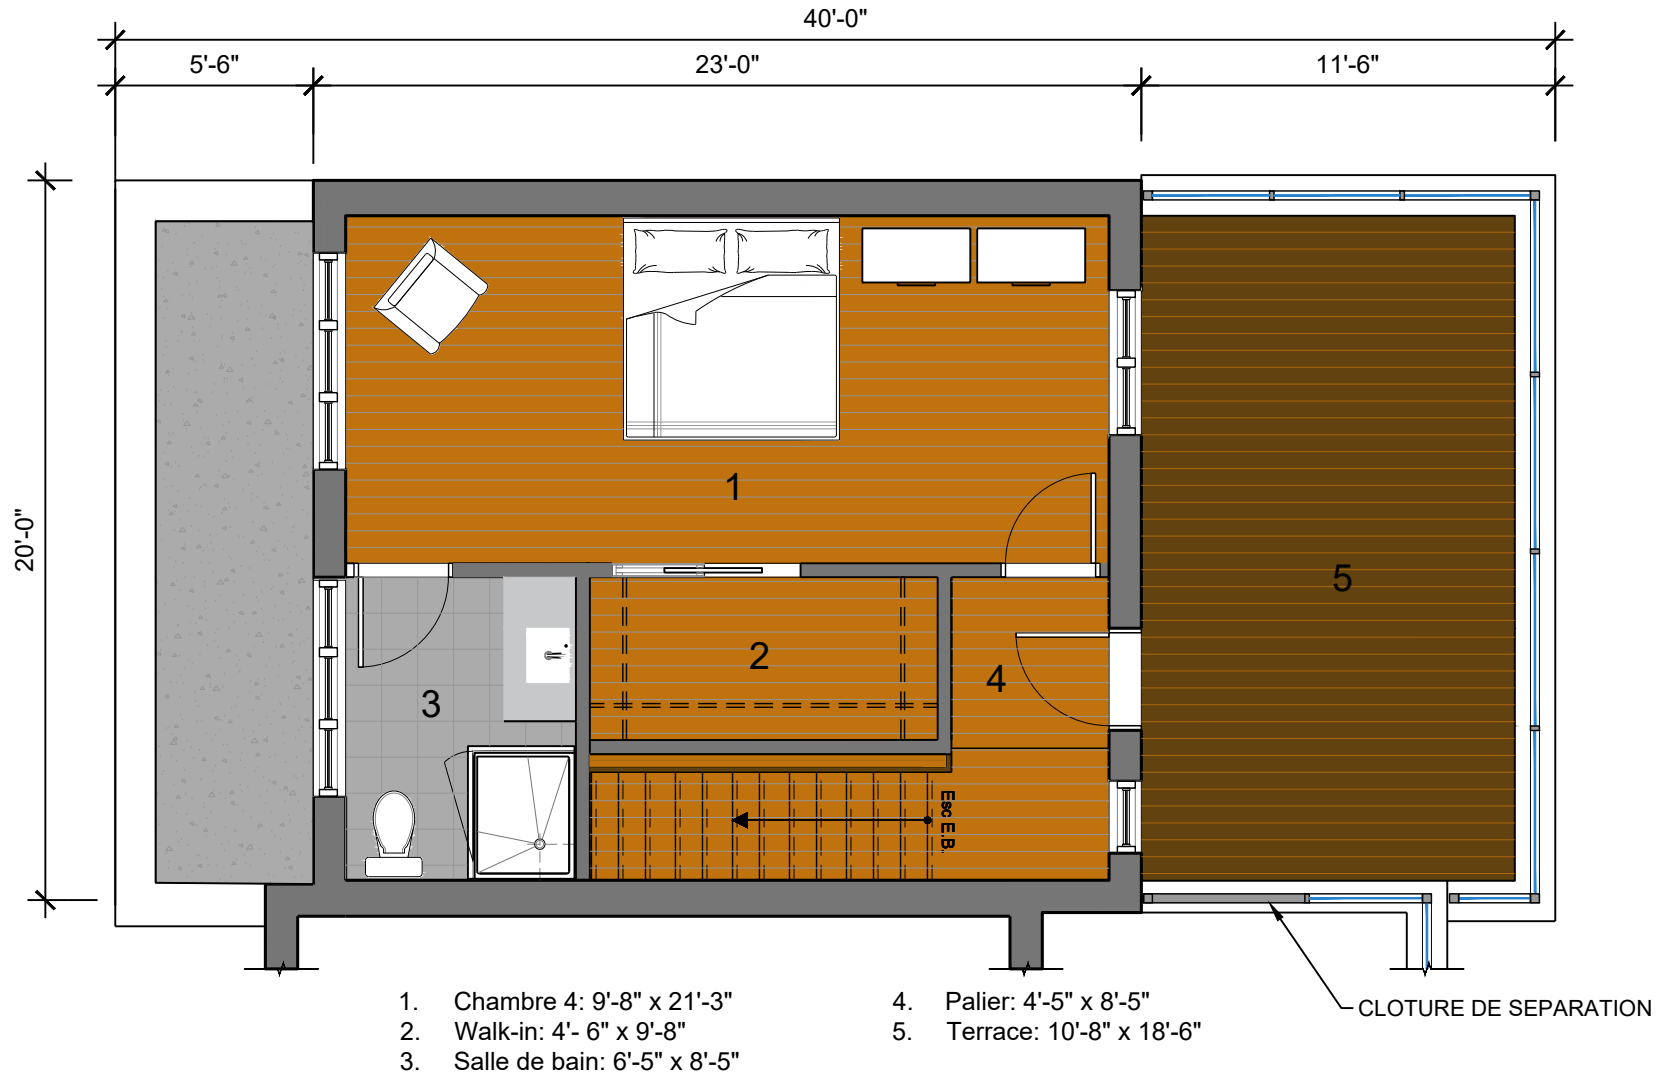 40'-0"
5'-6"
23'-0"
11'-6"
20'-0"
1
2
3
4
5
Esc E.B.
1. Chambre 4: 9'-8" x 21'-3"
2. Walk-in: 4'- 6" x 9'-8"
3. Salle de bain: 6'-5" x 8'-5"
4. Palier: 4'-5" x 8'-5"
5. Terrace: 10'-8" x 18'-6"
CLOTURE DE SEPARATION